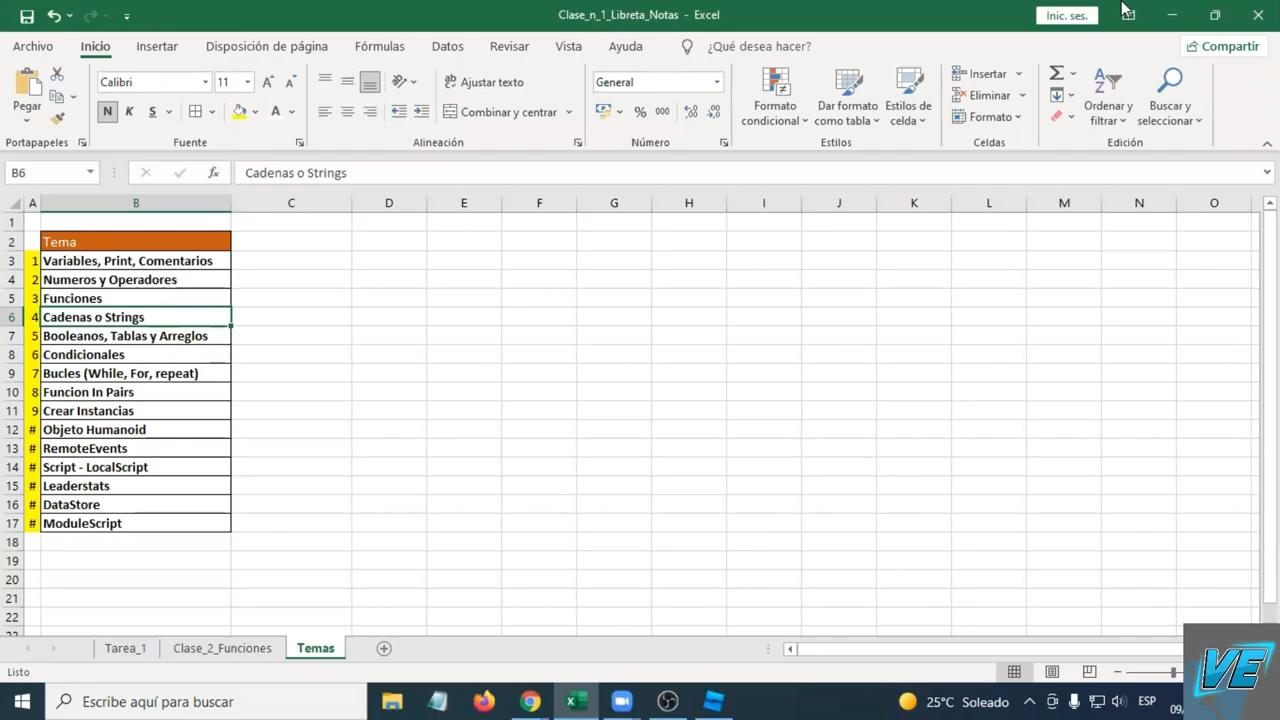 Clase_n_1_Libreta_Notas - Excel
Inic. ses.
Archivo Inicio Insertar Disposición de página Fórmulas Datos Revisar Vista Ayuda ¿Qué desea hacer? Compartir
Pegar
Calibri 11
N K S
Ajustar texto
Combinar y centrar
General
% 000
Formato condicional
Dar formato como tabla
Estilos de celda
Insertar
Eliminar
Formato
Ordenar y filtrar
Buscar y seleccionar
Portapapeles Fuente Alineación Número Estilos Celdas Edición
B6 fx Cadenas o Strings
A B C D E F G H I J K L M N O
1
2 Tema
3 1 Variables, Print, Comentarios
4 2 Numeros y Operadores
5 3 Funciones
6 4 Cadenas o Strings
7 5 Booleanos, Tablas y Arreglos
8 6 Condicionales
9 7 Bucles (While, For, repeat)
10 8 Funcion In Pairs
11 9 Crear Instancias
12 # Objeto Humanoid
13 # RemoteEvents
14 # Script - LocalScript
15 # Leaderstats
16 # DataStore
17 # ModuleScript
18
19
20
21
22
Tarea_1 Clase_2_Funciones Temas
Listo
Escribe aquí para buscar
25°C Soleado
ESP
09/
VE